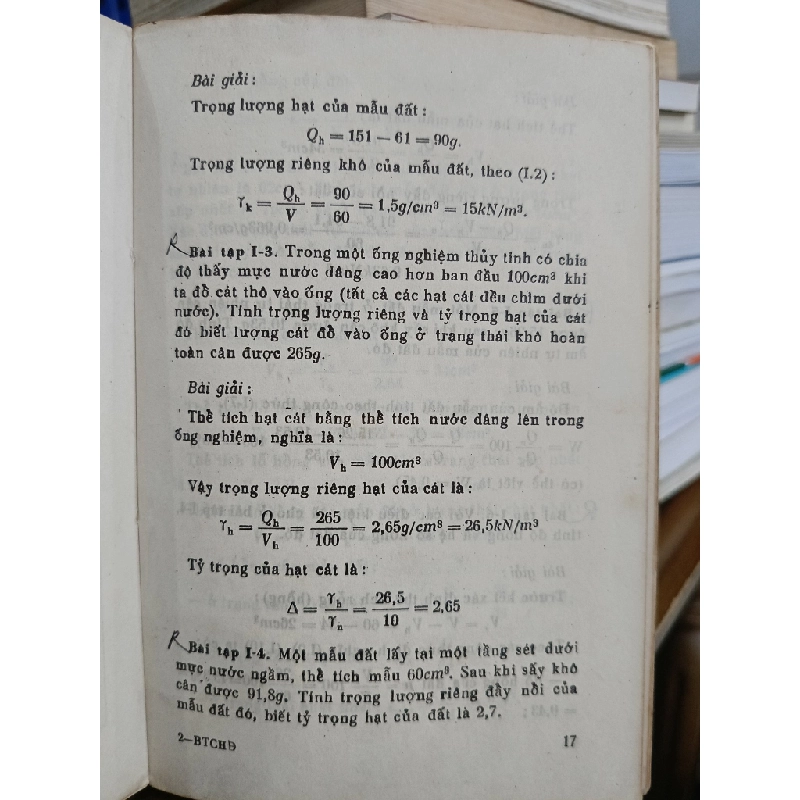 Bài giải :
Trọng lượng hạt của mẫu đất :
Qh = 151 — 61 = 90g.
Trọng lượng riêng khô của mẫu đất, theo (I.2) :
γk = Qh / V = 90 / 60 = 1,5g/cm³ = 15kN/m³.
Bài tập I-3. Trong một ống nghiệm thủy tinh có chia
độ thấy mực nước dâng cao hơn ban đầu 100cm³ khi
ta đổ cát thô vào ống (tất cả các hạt cát đều chìm dưới
nước). Tính trọng lượng riêng và tỷ trọng hạt của cát
đó biết lượng cát đổ vào ống ở trạng thái khô hoàn
toàn cân được 265g.
Bài giải :
Thể tích hạt cát bằng thể tích nước dâng lên trong
ống nghiệm, nghĩa là :
Vh = 100cm³
Vậy trọng lượng riêng hạt của cát là :
γh = Qh / Vh = 265 / 100 = 2,65g/cm³ = 26,5kN/m³
Tỷ trọng của hạt cát là :
Δ = γh / γn = 26,5 / 10 = 2,65
Bài tập I-4. Một mẫu đất lấy tại một tầng sét dưới
mực nước ngầm, thể tích mẫu 60cm³. Sau khi sấy khô
cân được 91,8g. Tính trọng lượng riêng đẩy nổi của
mẫu đất đó, biết tỷ trọng hạt của đất là 2,7.
2—BTCHĐ
17